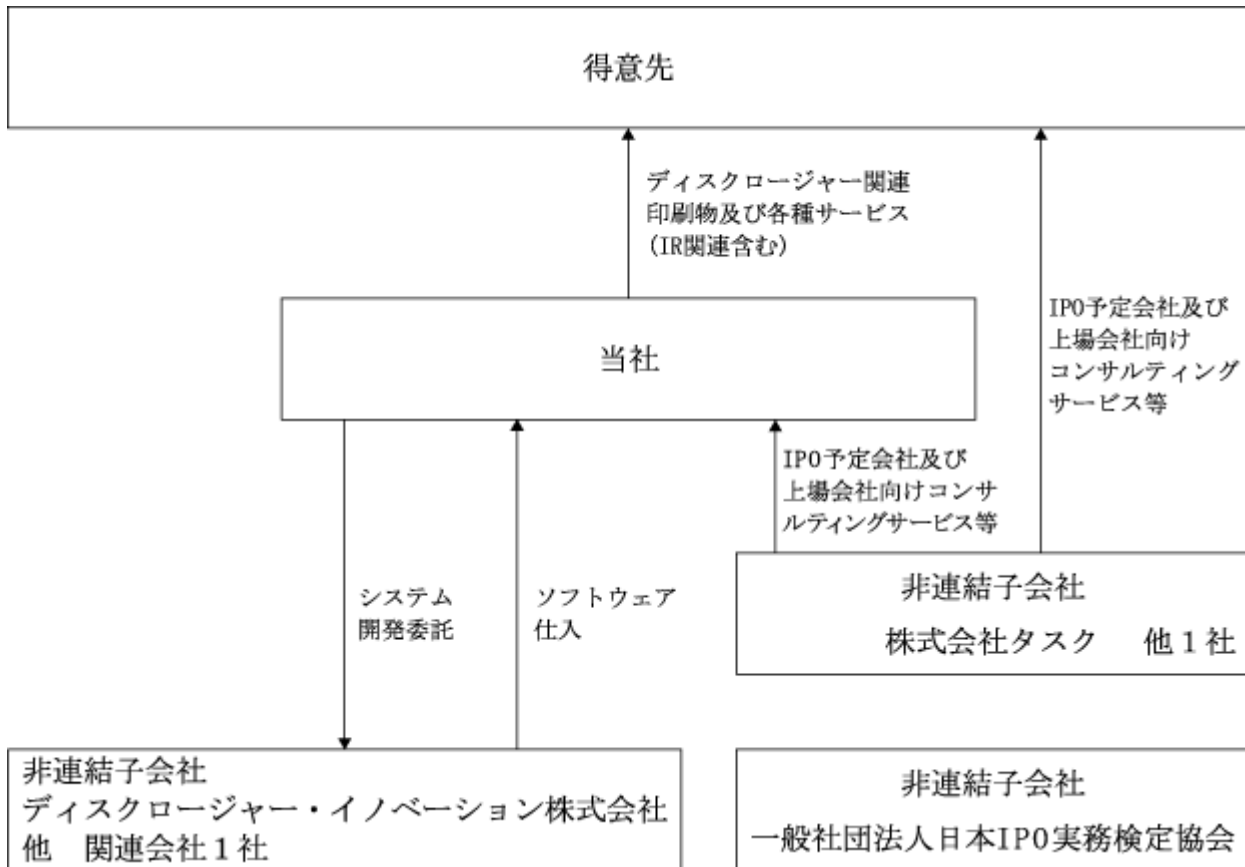 得意先
ディスクロージャー関連
印刷物及び各種サービス
(IR関連含む)
IPO予定会社及び
上場会社向け
コンサルティング
サービス等
当社
IPO予定会社及び
上場会社向けコンサ
ルティングサービス等
システム
開発委託
ソフトウェア
仕入
非連結子会社
株式会社タスク 他1社
非連結子会社
ディスクロージャー・イノベーション株式会社
他 関連会社1社
非連結子会社
一般社団法人日本IPO実務検定協会